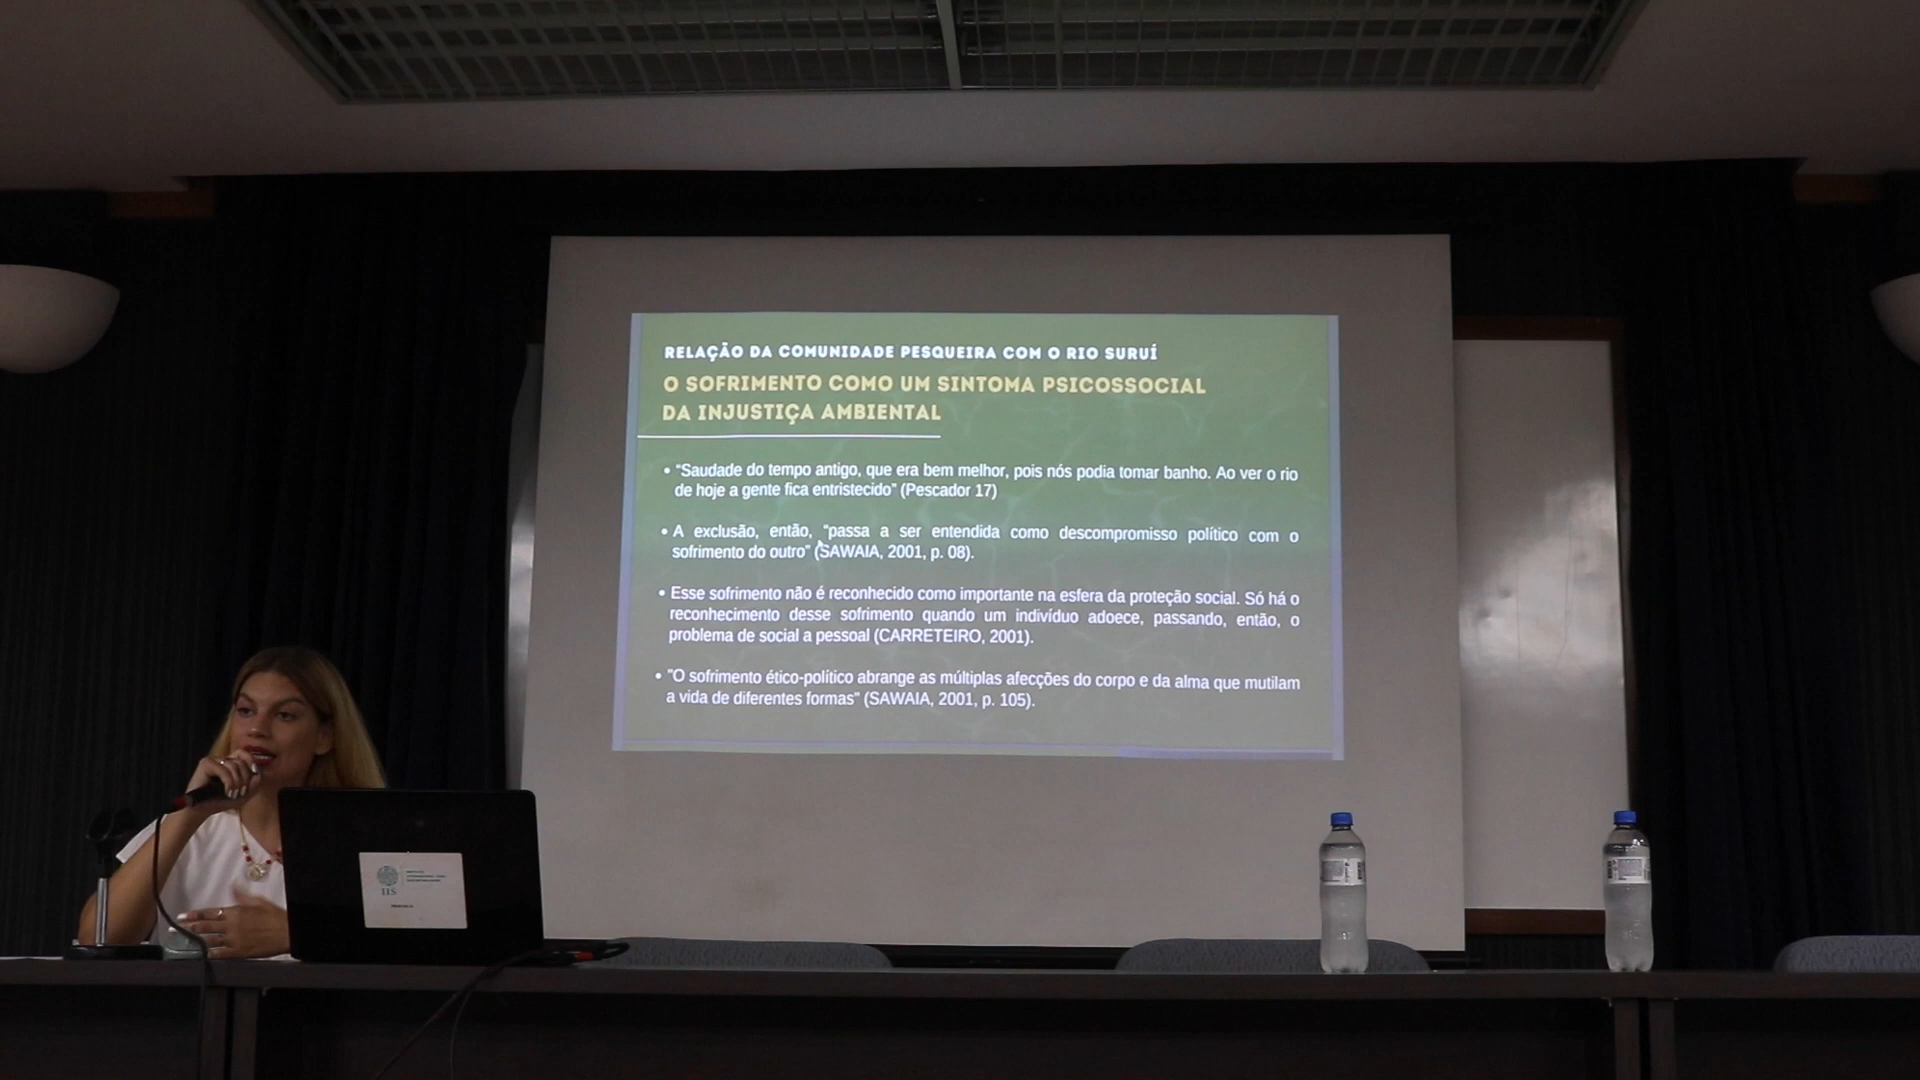 RELAÇÃO DA COMUNIDADE PESQUEIRA COM O RIO SURUÍ
O SOFRIMENTO COMO UM SINTOMA PSICOSSOCIAL
DA INJUSTIÇA AMBIENTAL
• "Saudade do tempo antigo, que era bem melhor, pois nós podia tomar banho. Ao ver o rio
de hoje a gente fica entristecido" (Pescador 17)
• A exclusão, então, "passa a ser entendida como descompromisso político com o
sofrimento do outro" (SAWAIA, 2001, p. 08).
• Esse sofrimento não é reconhecido como importante na esfera da proteção social. Só há o
reconhecimento desse sofrimento quando um indivíduo adoece, passando, então, o
problema de social a pessoal (CARRETEIRO, 2001).
• "O sofrimento ético-político abrange as múltiplas afecções do corpo e da alma que mutilam
a vida de diferentes formas" (SAWAIA, 2001, p. 105).
IIS